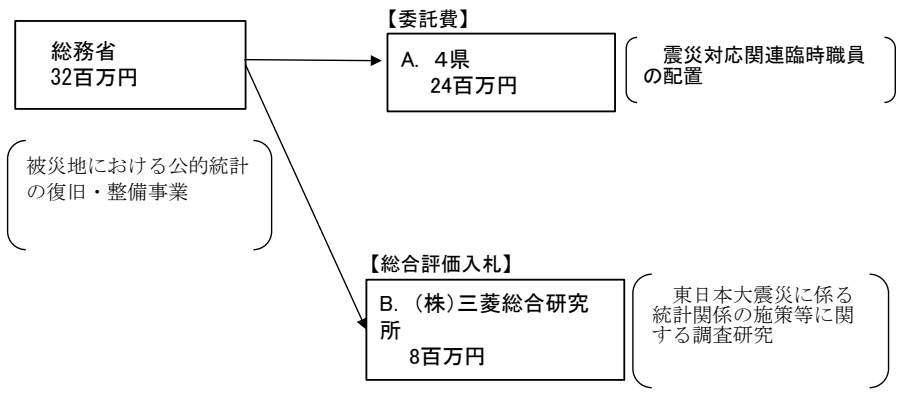 総務省
32百万円
被災地における公的統計
の復旧・整備事業
【委託費】
A. 4県
24百万円
震災対応関連臨時職員
の配置
【総合評価入札】
B. (株)三菱総合研究
所
8百万円
東日本大震災に係る
統計関係の施策等に関
する調査研究